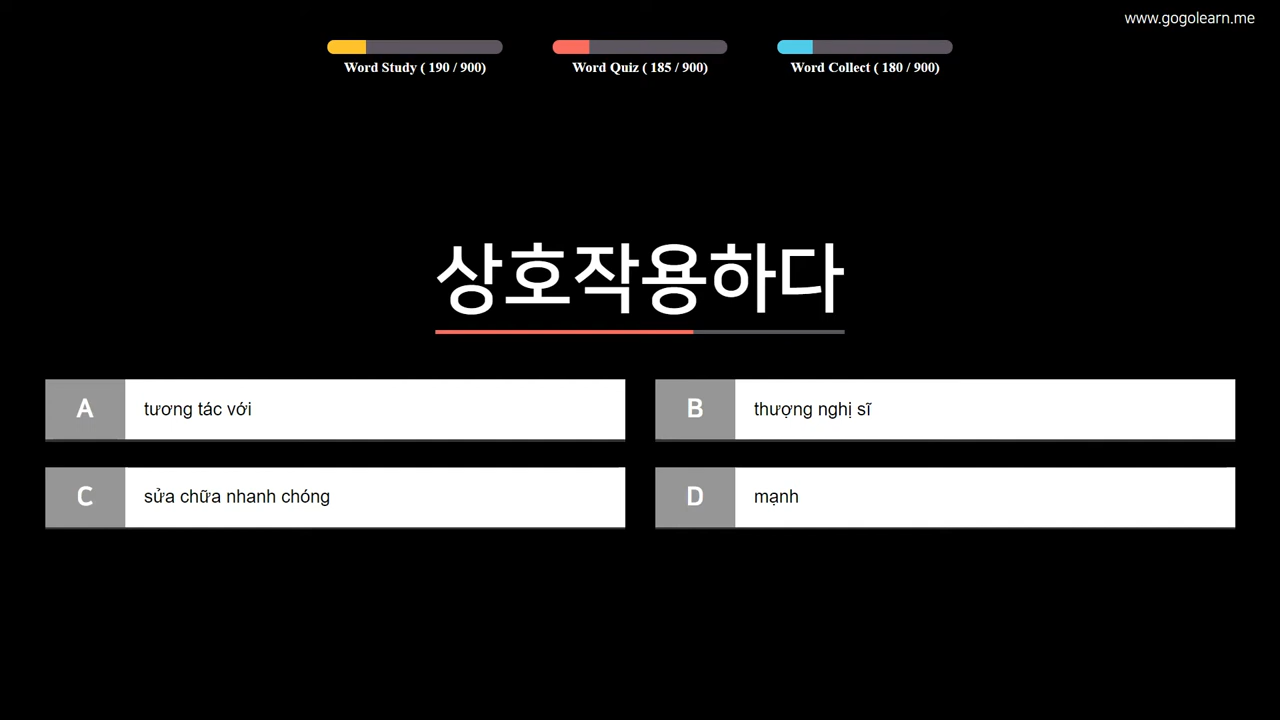 www.gogolearn.me
Word Study ( 190 / 900)
Word Quiz ( 185 / 900)
Word Collect ( 180 / 900)
상호작용하다
A tương tác với
B thượng nghị sĩ
C sửa chữa nhanh chóng
D mạnh